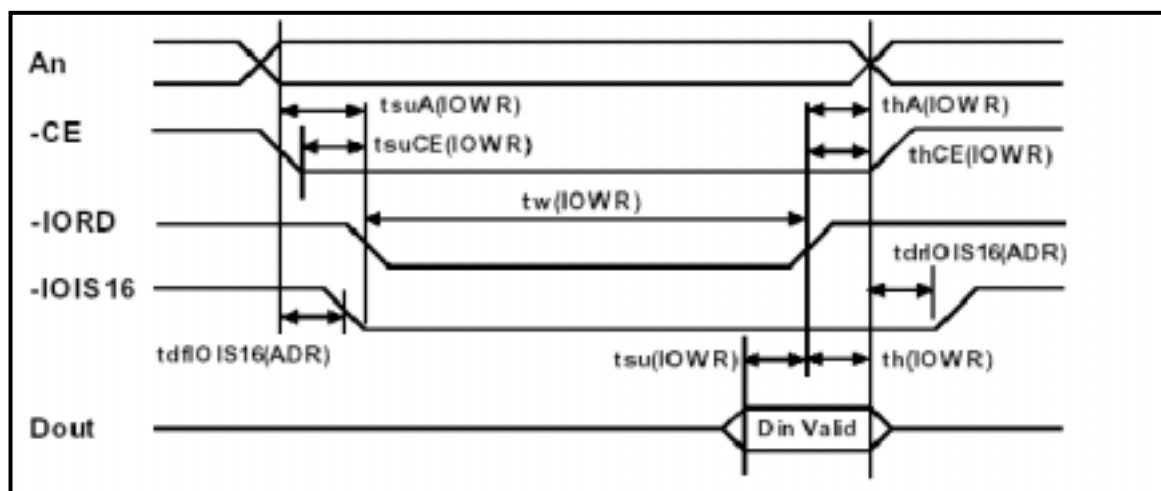 An
tsuA(IOWR)
thA(IOWR)
-CE
tsuCE(IOWR)
thCE(IOWR)
tw(IOWR)
-IORD
tdrIOIS16(ADR)
-IOIS16
tdfIOIS16(ADR)
tsu(IOWR)
th(IOWR)
Dout
Din Valid